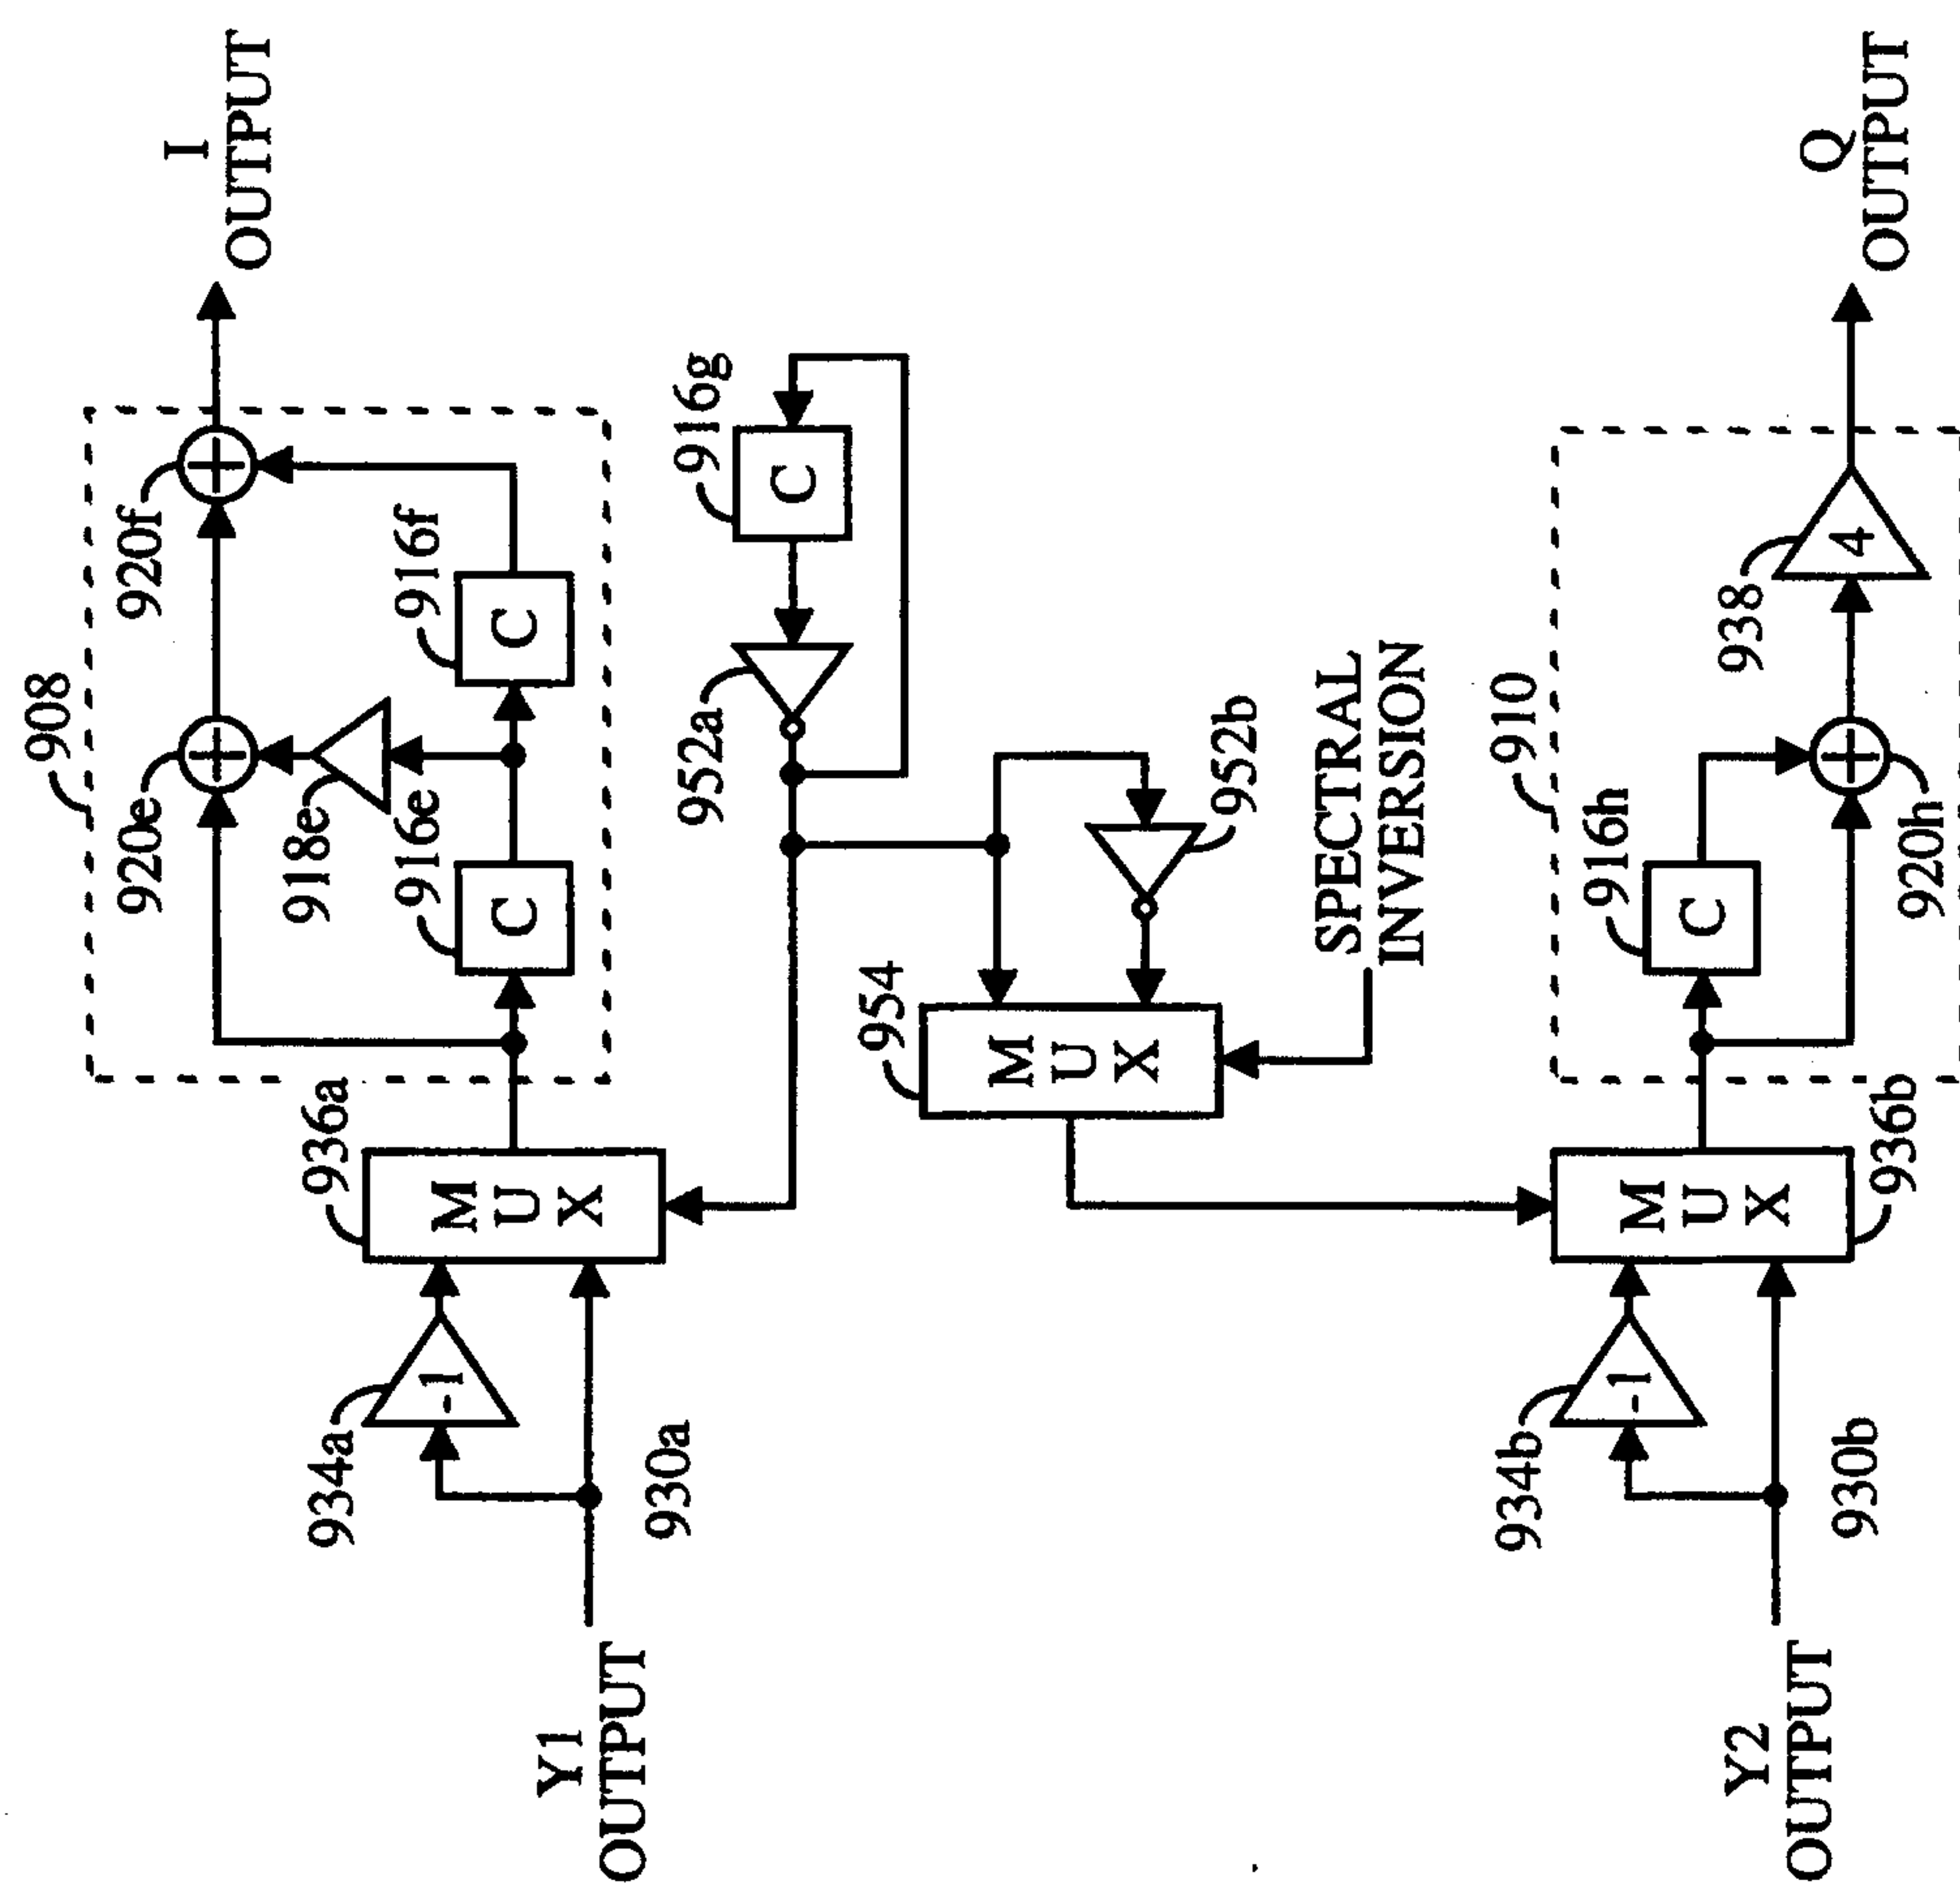 908
920e
920f
I
OUTPUT
918e
916e
916f
C
C
936a
M
U
X
934a
-1
930a
Y1
OUTPUT
952a
916g
C
954
M
U
X
952b
SPECTRAL
INVERSION
910
916h
C
920h
938
4
Q
OUTPUT
936b
M
U
X
934b
-1
930b
Y2
OUTPUT